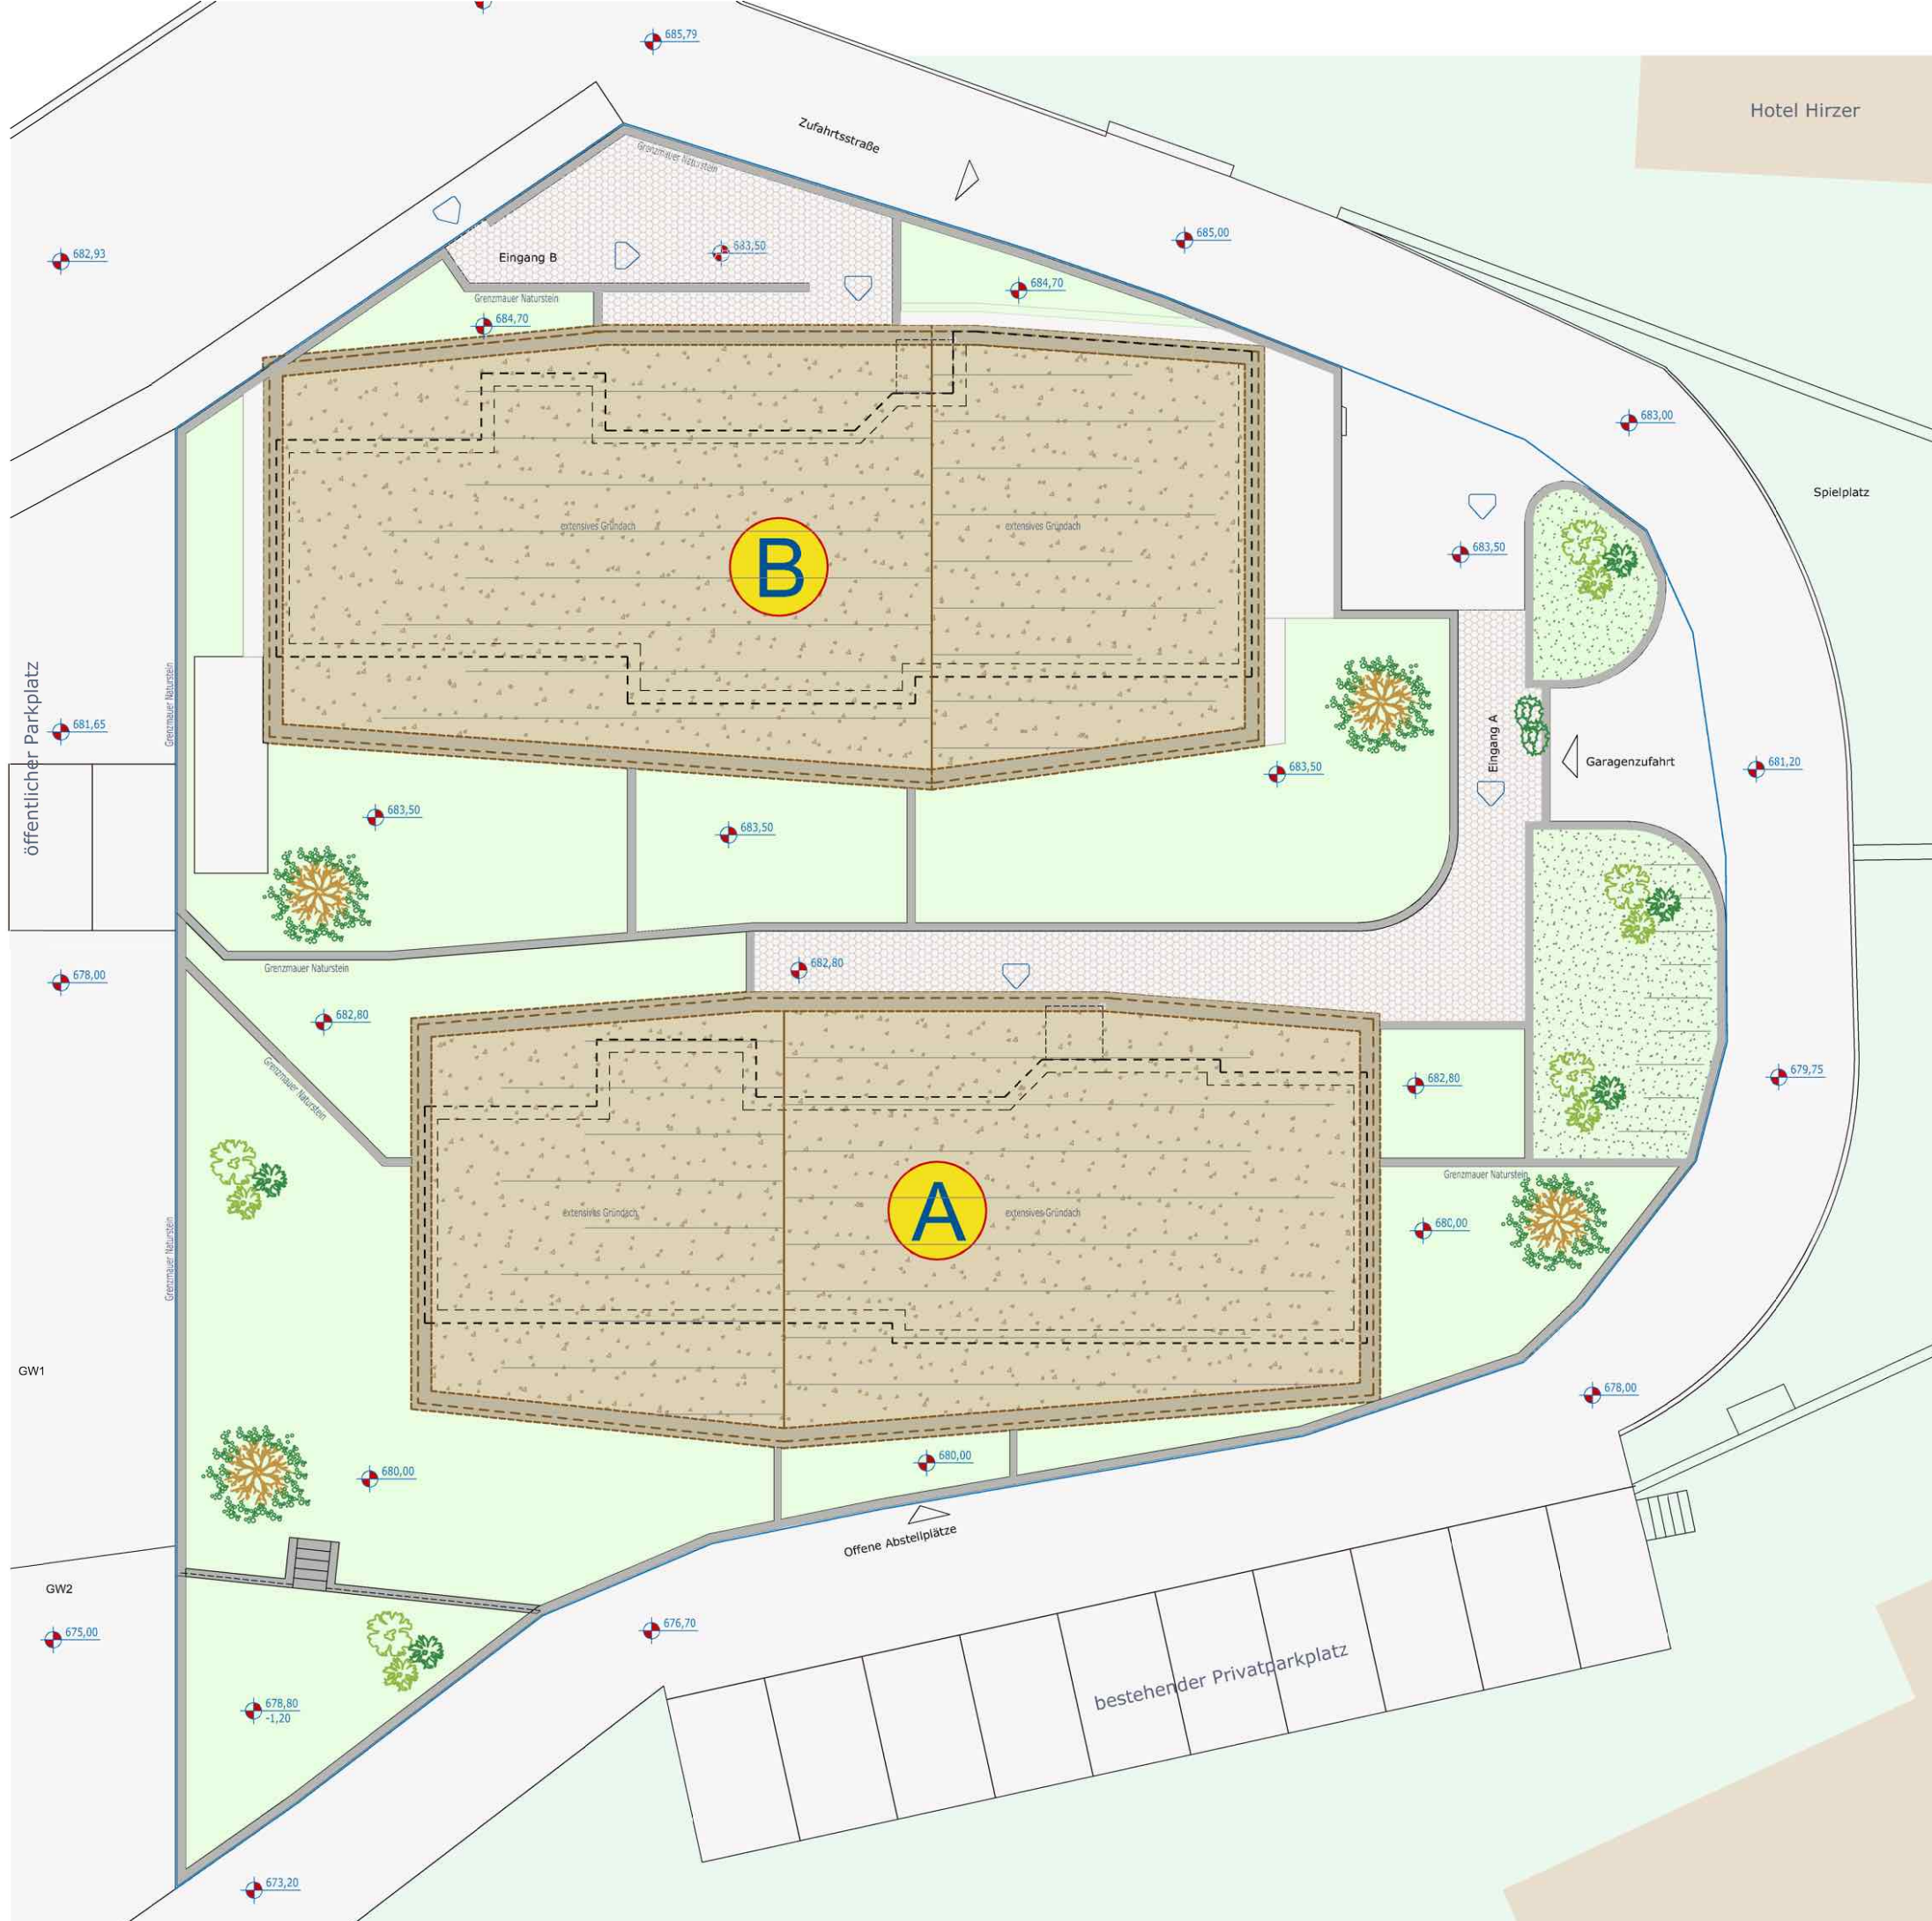 685,79
Hotel Hirzer
Zufahrtsstraße
Grenzmauer Naturstein
682,93
Eingang B
683,50
685,00
684,70
Grenzmauer Naturstein
684,70
683,00
Spielplatz
extensives Gründach
extensives Gründach
B
683,50
öffentlicher Parkplatz
681,65
Grenzmauer Naturstein
Eingang A
Garagenzufahrt
681,20
683,50
683,50
683,50
Grenzmauer Naturstein
682,80
678,00
682,80
Grenzmauer Naturstein
682,80
679,75
Grenzmauer Naturstein
extensives Gründach
extensives Gründach
A
680,00
Grenzmauer Naturstein
GW1
678,00
680,00
680,00
Offene Abstellplätze
GW2
675,00
676,70
bestehender Privatparkplatz
678,80
-1,20
673,20